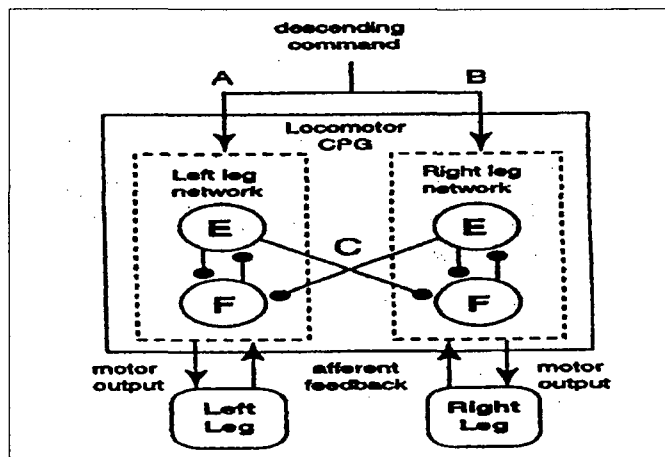 descending
command
A
B
Locomotor
CPG
Left leg
network
Right leg
network
E
E
C
F
F
motor
output
afferent
feedback
motor
output
Left
Leg
Right
Leg